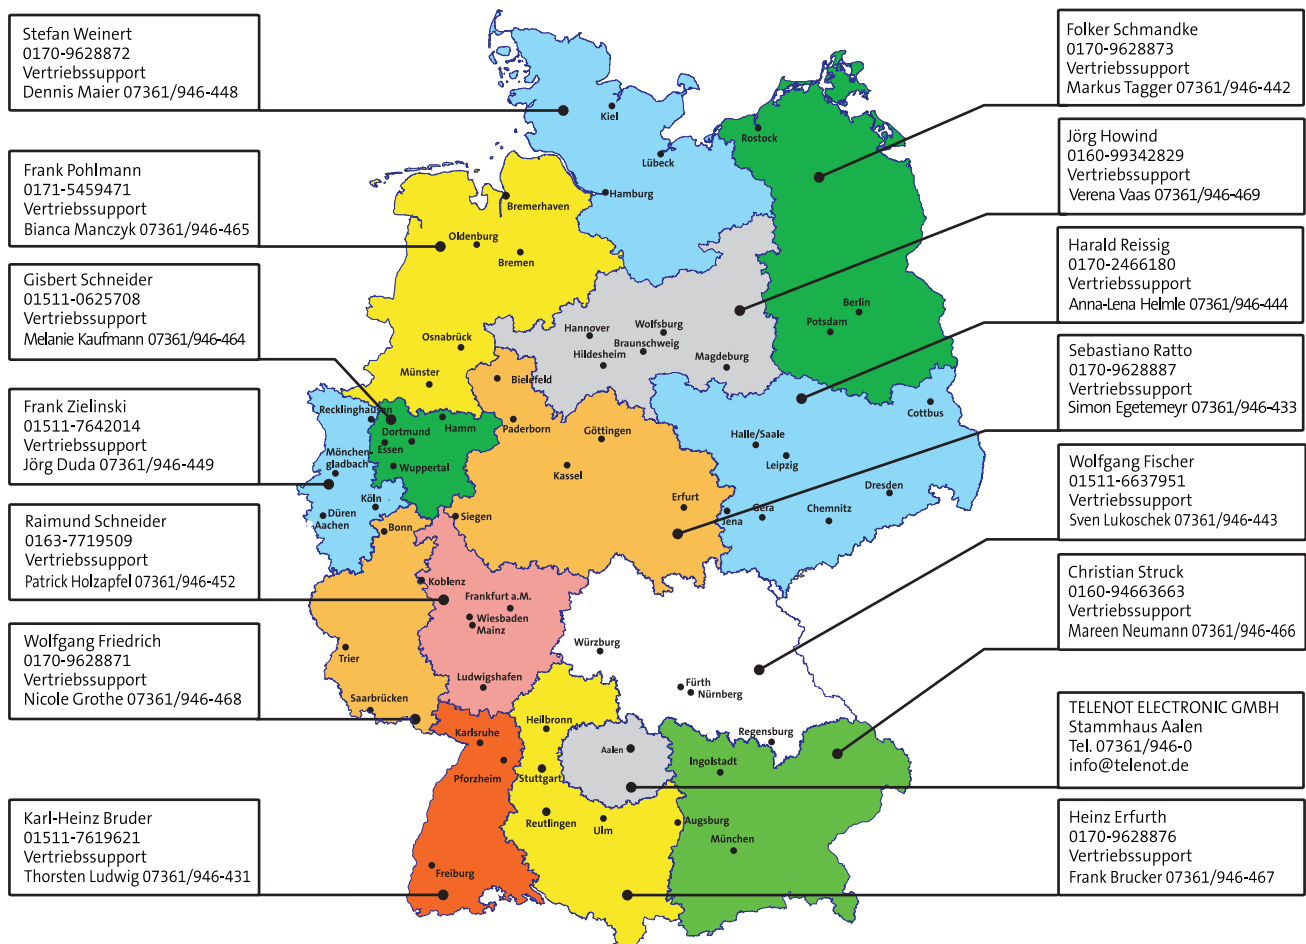 Stefan Weinert
0170-9628872
Vertriebssupport
Dennis Maier 07361/946-448
Frank Pohlmann
0171-5459471
Vertriebssupport
Bianca Manczyk 07361/946-465
Gisbert Schneider
01511-0625708
Vertriebssupport
Melanie Kaufmann 07361/946-464
Frank Zielinski
01511-7642014
Vertriebssupport
Jörg Duda 07361/946-449
Raimund Schneider
0163-7719509
Vertriebssupport
Patrick Holzapfel 07361/946-452
Wolfgang Friedrich
0170-9628871
Vertriebssupport
Nicole Grothe 07361/946-468
Karl-Heinz Bruder
01511-7619621
Vertriebssupport
Thorsten Ludwig 07361/946-431
Kiel
Rostock
Lübeck
Hamburg
Bremerhaven
Oldenburg
Bremen
Berlin
Potsdam
Hannover
Wolfsburg
Braunschweig
Hildesheim
Magdeburg
Osnabrück
Münster
Bielefeld
Recklinghausen
Hamm
Paderborn
Dortmund
Essen
Göttingen
Cottbus
Halle/Saale
Leipzig
Mönchen-
gladbach
Wuppertal
Kassel
Dresden
Köln
Erfurt
Düren
Aachen
Siegen
Bonn
Jena
Gera
Chemnitz
Koblenz
Frankfurt a.M.
Wiesbaden
Mainz
Würzburg
Trier
Ludwigshafen
Fürth
Nürnberg
Saarbrücken
Heilbronn
Karlsruhe
Regensburg
Aalen
Pforzheim
Stuttgart
Ingolstadt
Reutlingen
Ulm
Augsburg
München
Freiburg
Folker Schmandke
0170-9628873
Vertriebssupport
Markus Tagger 07361/946-442
Jörg Howind
0160-99342829
Vertriebssupport
Verena Vaas 07361/946-469
Harald Reissig
0170-2466180
Vertriebssupport
Anna-Lena Helmle 07361/946-444
Sebastiano Ratto
0170-9628887
Vertriebssupport
Simon Egetemeyr 07361/946-433
Wolfgang Fischer
01511-6637951
Vertriebssupport
Sven Lukoschek 07361/946-443
Christian Struck
0160-94663663
Vertriebssupport
Mareen Neumann 07361/946-466
TELENOT ELECTRONIC GMBH
Stammhaus Aalen
Tel. 07361/946-0
info@telenot.de
Heinz Erfurth
0170-9628876
Vertriebssupport
Frank Brucker 07361/946-467